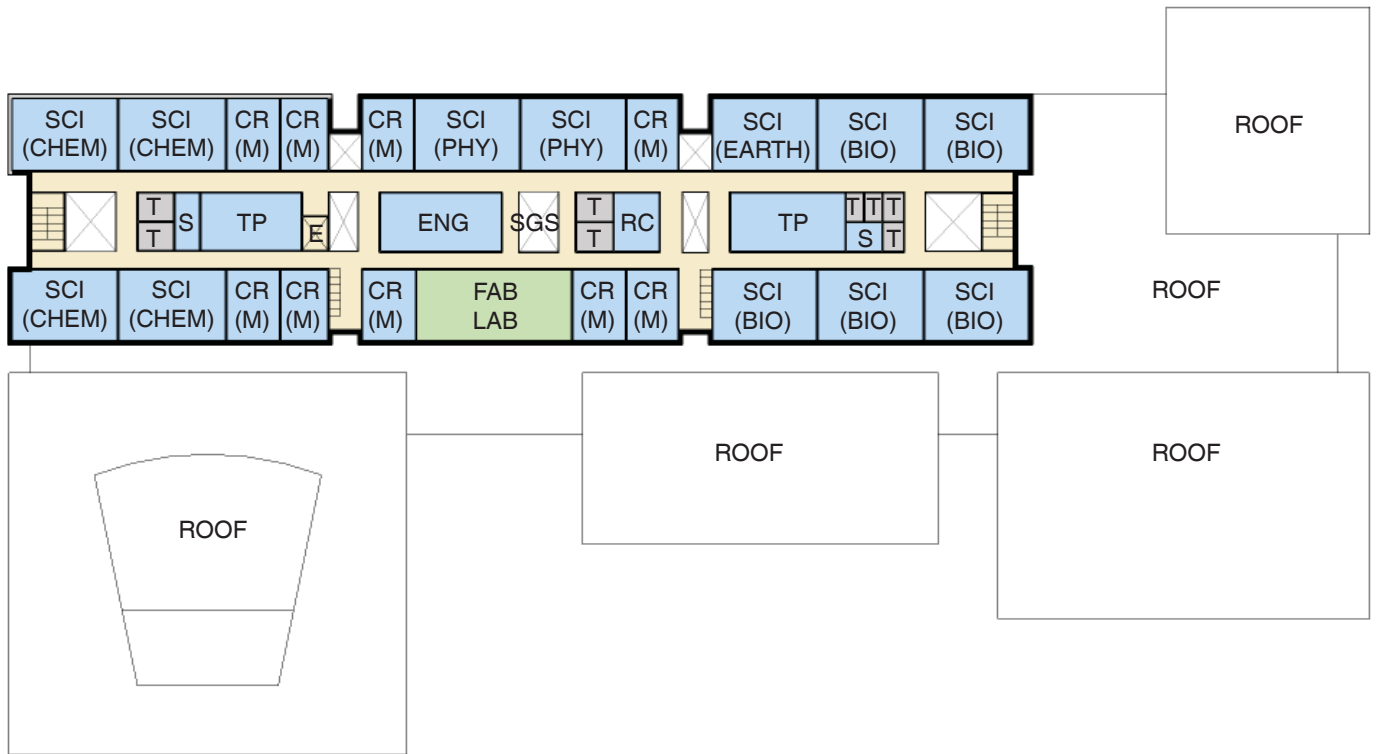 SCI
(CHEM)
SCI
(CHEM)
CR
(M)
CR
(M)
CR
(M)
SCI
(PHY)
SCI
(PHY)
CR
(M)
SCI
(EARTH)
SCI
(BIO)
SCI
(BIO)
ROOF
T
T
S
TP
E
ENG
SGS
T
T
RC
TP
T
T
T
S
T
SCI
(CHEM)
SCI
(CHEM)
CR
(M)
CR
(M)
CR
(M)
FAB
LAB
CR
(M)
CR
(M)
SCI
(BIO)
SCI
(BIO)
SCI
(BIO)
ROOF
ROOF
ROOF
ROOF